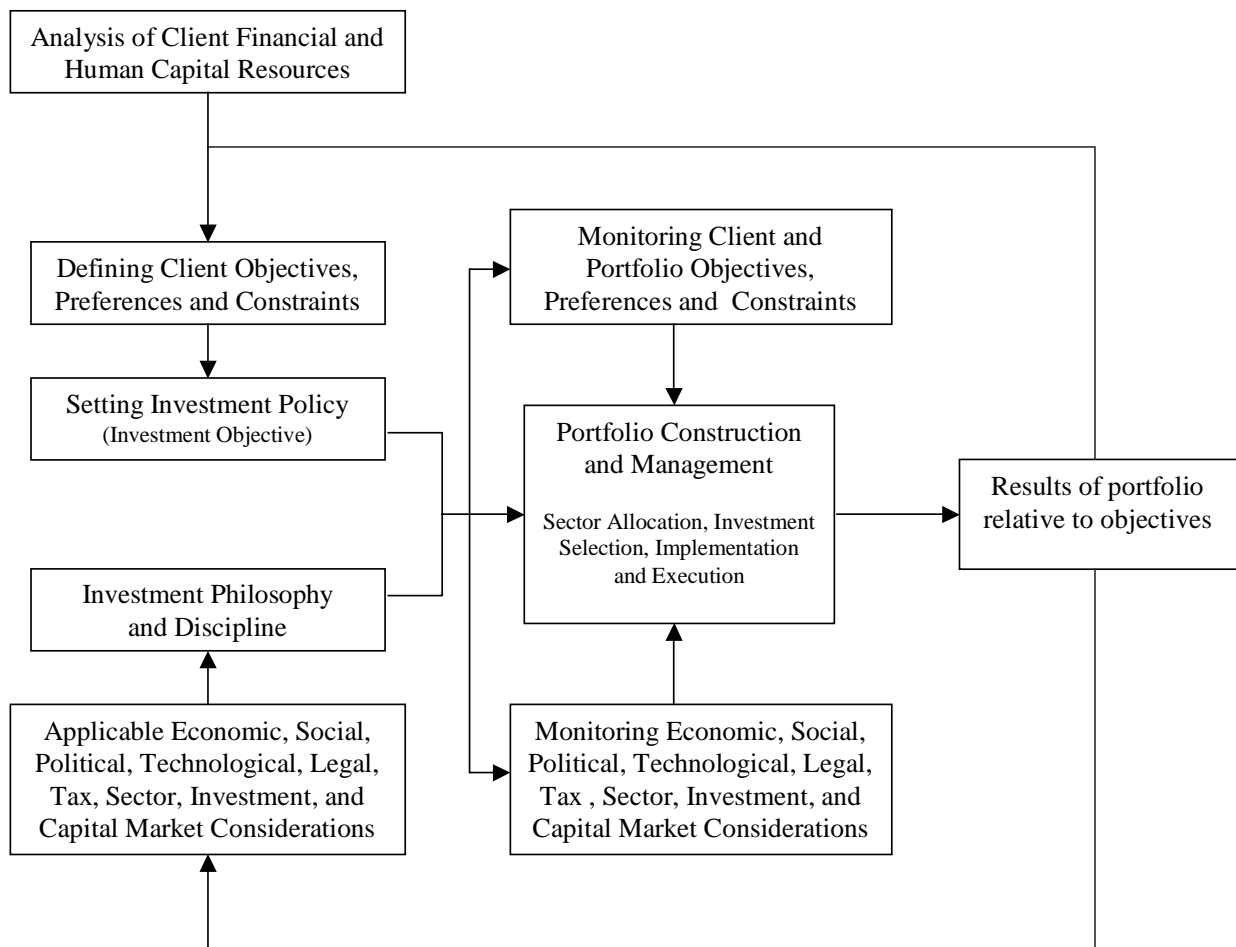 Analysis of Client Financial and
Human Capital Resources
Defining Client Objectives,
Preferences and Constraints
Setting Investment Policy
(Investment Objective)
Investment Philosophy
and Discipline
Applicable Economic, Social,
Political, Technological, Legal,
Tax, Sector, Investment, and
Capital Market Considerations
Monitoring Client and
Portfolio Objectives,
Preferences and  Constraints
Portfolio Construction
and Management
Sector Allocation, Investment
Selection, Implementation
and Execution
Monitoring Economic, Social,
Political, Technological, Legal,
Tax , Sector, Investment, and
Capital Market Considerations
Results of portfolio
relative to objectives